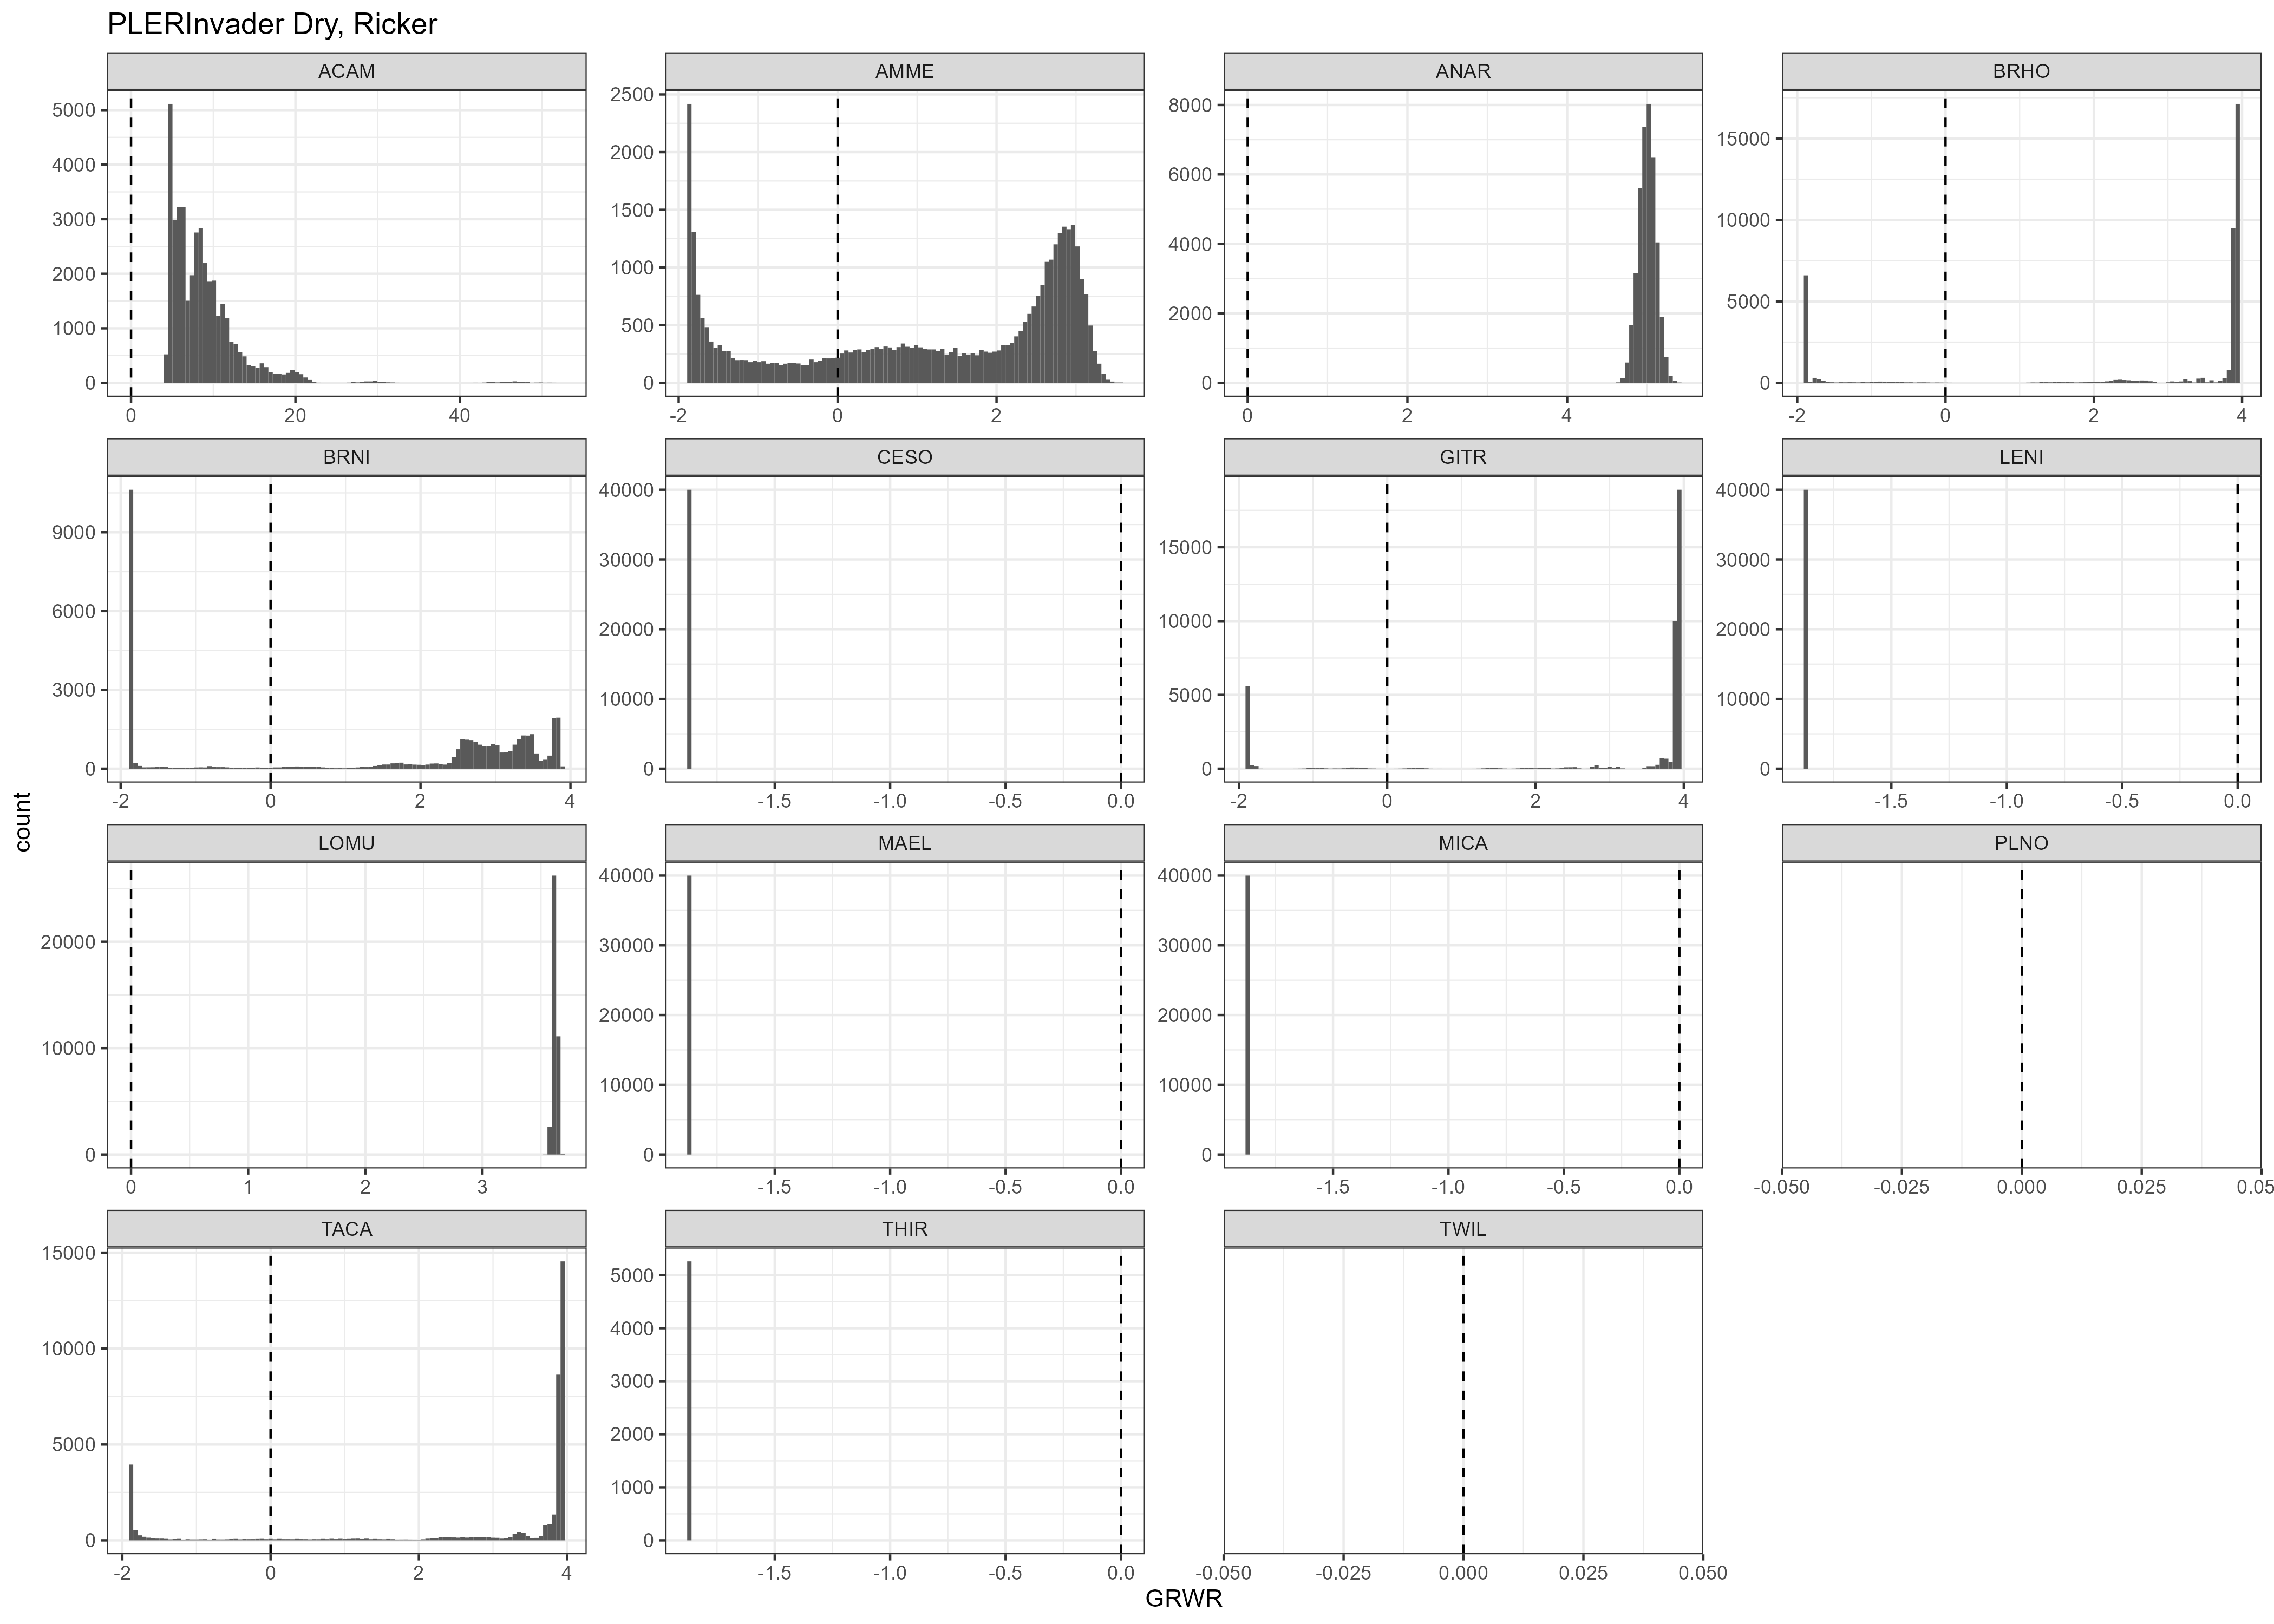 PLERInvader Dry, Ricker
ACAM
AMME
ANAR
BRHO
5000
4000
3000
2000
1000
0
0 20 40
2500
2000
1500
1000
500
0
-2 0 2
8000
6000
4000
2000
0
0 2 4
15000
10000
5000
0
-2 0 2 4
BRNI
CESO
GITR
LENI
9000
6000
3000
0
-2 0 2 4
40000
30000
20000
10000
0
-1.5 -1.0 -0.5 0.0
15000
10000
5000
0
-2 0 2 4
40000
30000
20000
10000
0
-1.5 -1.0 -0.5 0.0
count
LOMU
MAEL
MICA
PLNO
20000
10000
0
0 1 2 3
40000
30000
20000
10000
0
-1.5 -1.0 -0.5 0.0
40000
30000
20000
10000
0
-1.5 -1.0 -0.5 0.0
-0.050 -0.025 0.000 0.025 0.05
TACA
THIR
TWIL
15000
10000
5000
0
-2 0 2 4
5000
4000
3000
2000
1000
0
-1.5 -1.0 -0.5 0.0
-0.050 -0.025 0.000 0.025 0.050
GRWR